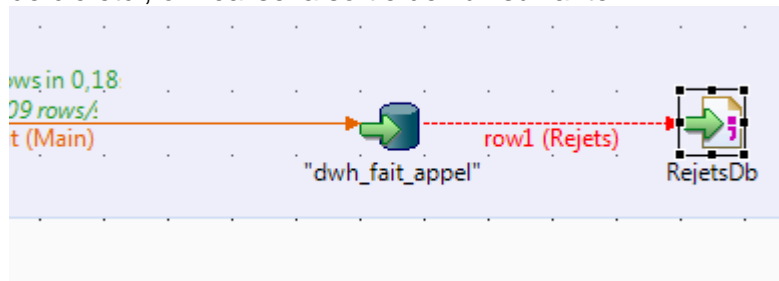 ows in 0,18
09 rows/:
t (Main)
row1 (Rejets)
"dwh_fait_appel"
RejetsDb